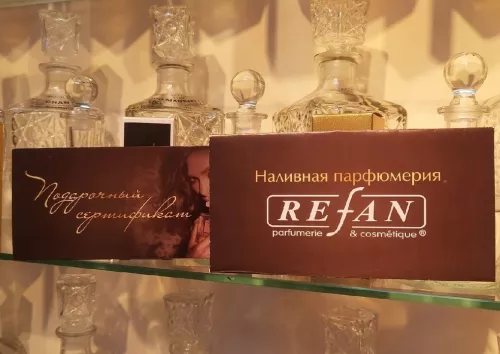 Подарочный
сертификат
Наливная парфюмерия
REfAN
parfumerie & cosmétique ®